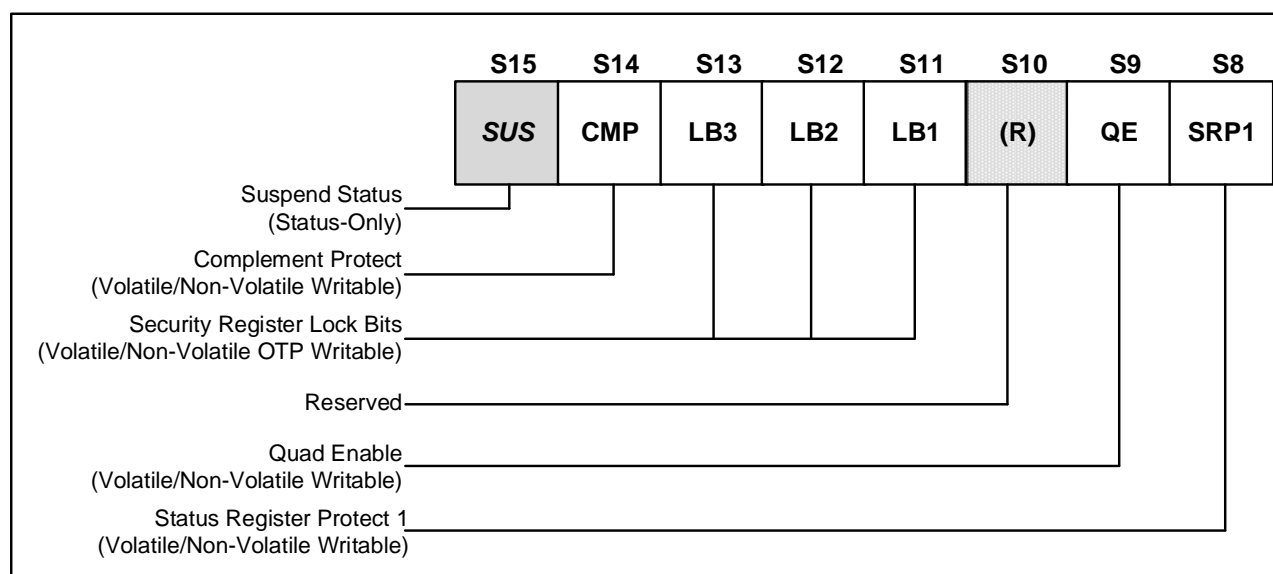 S15 S14 S13 S12 S11 S10 S9 S8
SUS CMP LB3 LB2 LB1 (R) QE SRP1
Suspend Status
(Status-Only)
Complement Protect
(Volatile/Non-Volatile Writable)
Security Register Lock Bits
(Volatile/Non-Volatile OTP Writable)
Reserved
Quad Enable
(Volatile/Non-Volatile Writable)
Status Register Protect 1
(Volatile/Non-Volatile Writable)